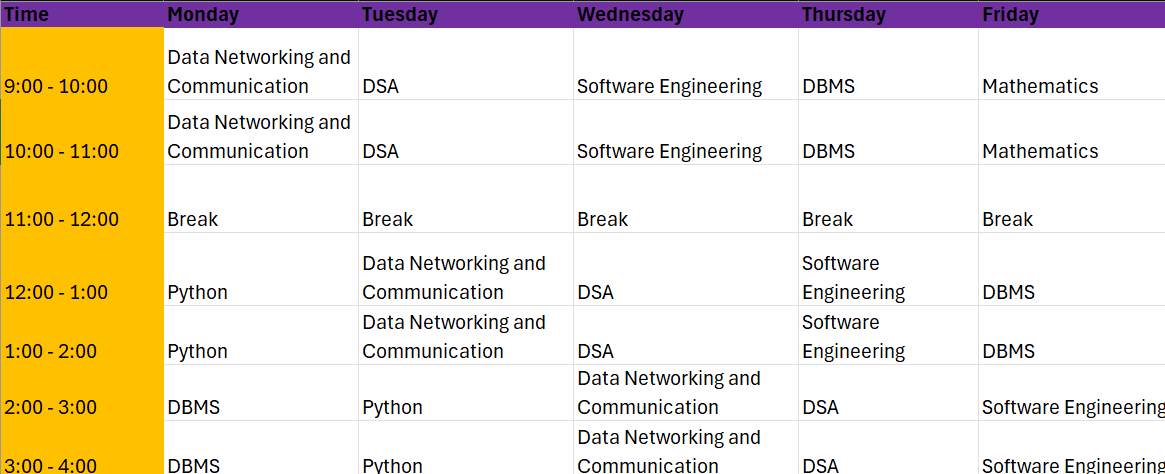 Time Monday Tuesday Wednesday Thursday Friday
Data Networking and
9:00 - 10:00 Communication DSA Software Engineering DBMS Mathematics
Data Networking and
10:00 - 11:00 Communication DSA Software Engineering DBMS Mathematics
11:00 - 12:00 Break Break Break Break Break
Data Networking and Software
12:00 - 1:00 Python Communication DSA Engineering DBMS
Data Networking and Software
1:00 - 2:00 Python Communication DSA Engineering DBMS
Data Networking and
2:00 - 3:00 DBMS Python Communication DSA Software Engineering
Data Networking and
3:00 - 4:00 DBMS Python Communication DSA Software Engineering